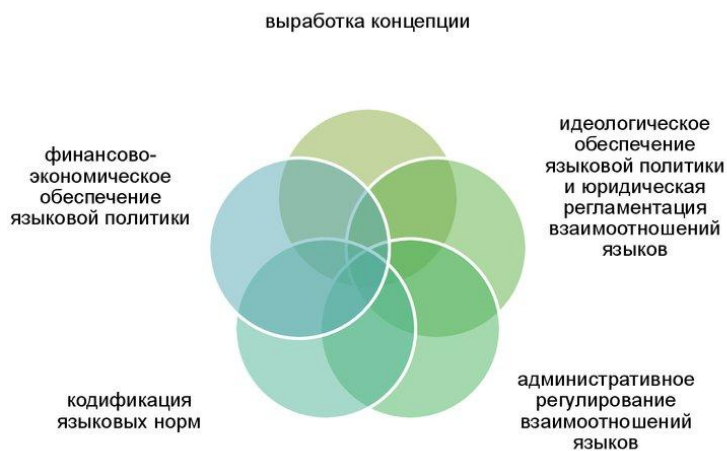 выработка концепции
финансово-
экономическое
обеспечение
языковой политики
идеологическое
обеспечение
языковой политики
и юридическая
регламентация
взаимоотношений
языков
кодификация
языковых норм
административное
регулирование
взаимоотношений
языков